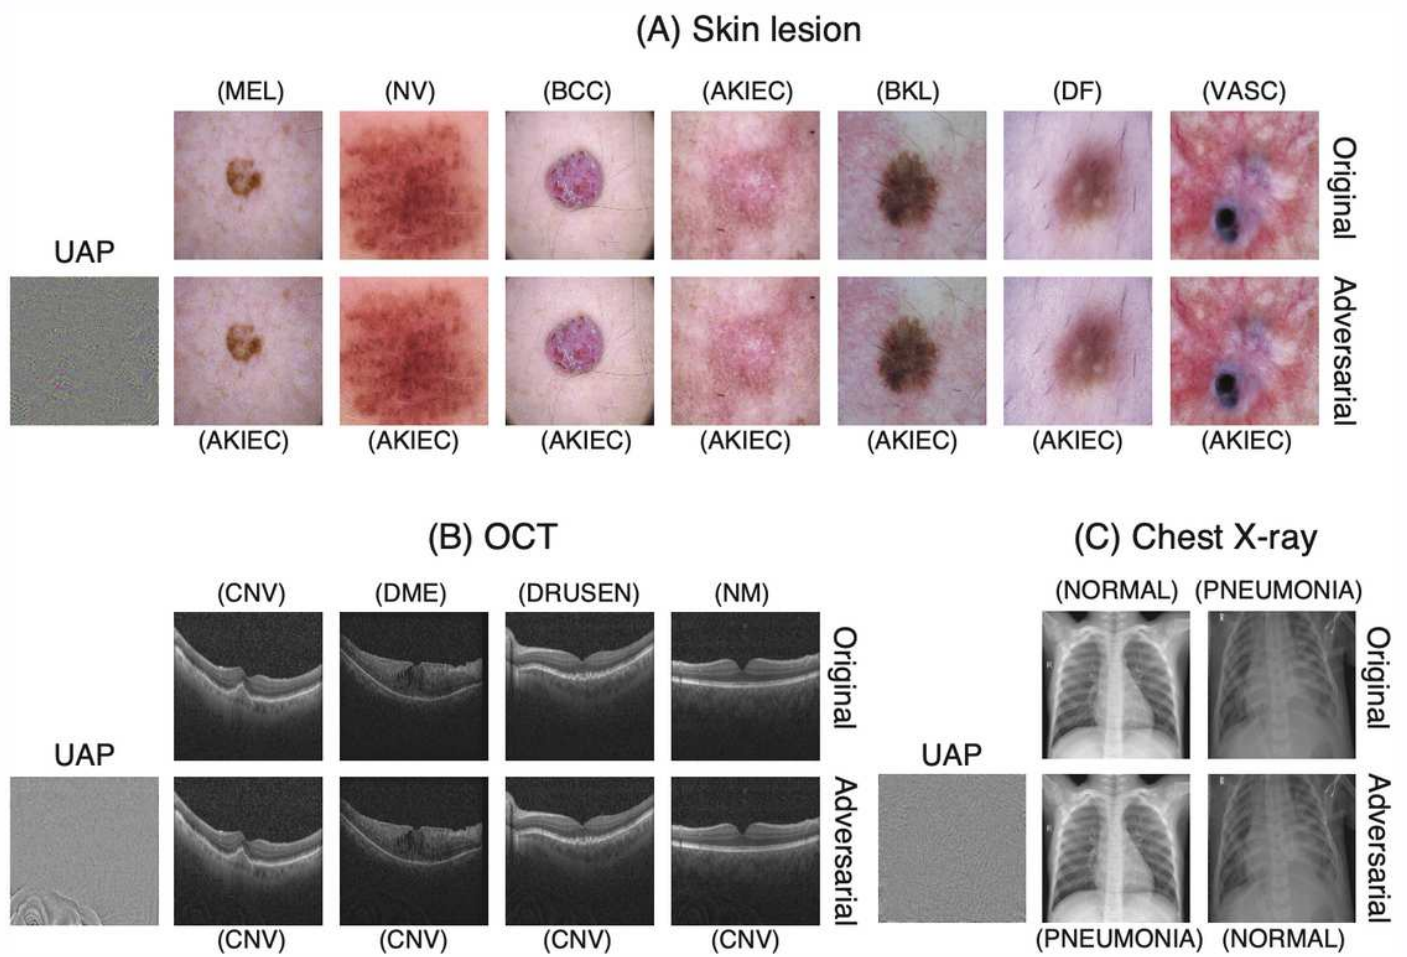 (A) Skin lesion
(MEL) (NV) (BCC) (AKIEC) (BKL) (DF) (VASC)
Original
UAP
Adversarial
(AKIEC) (AKIEC) (AKIEC) (AKIEC) (AKIEC) (AKIEC) (AKIEC)
(B) OCT
(CNV) (DME) (DRUSEN) (NM)
Original
UAP
Adversarial
(CNV) (CNV) (CNV) (CNV)
(C) Chest X-ray
(NORMAL) (PNEUMONIA)
Original
UAP
Adversarial
(PNEUMONIA) (NORMAL)